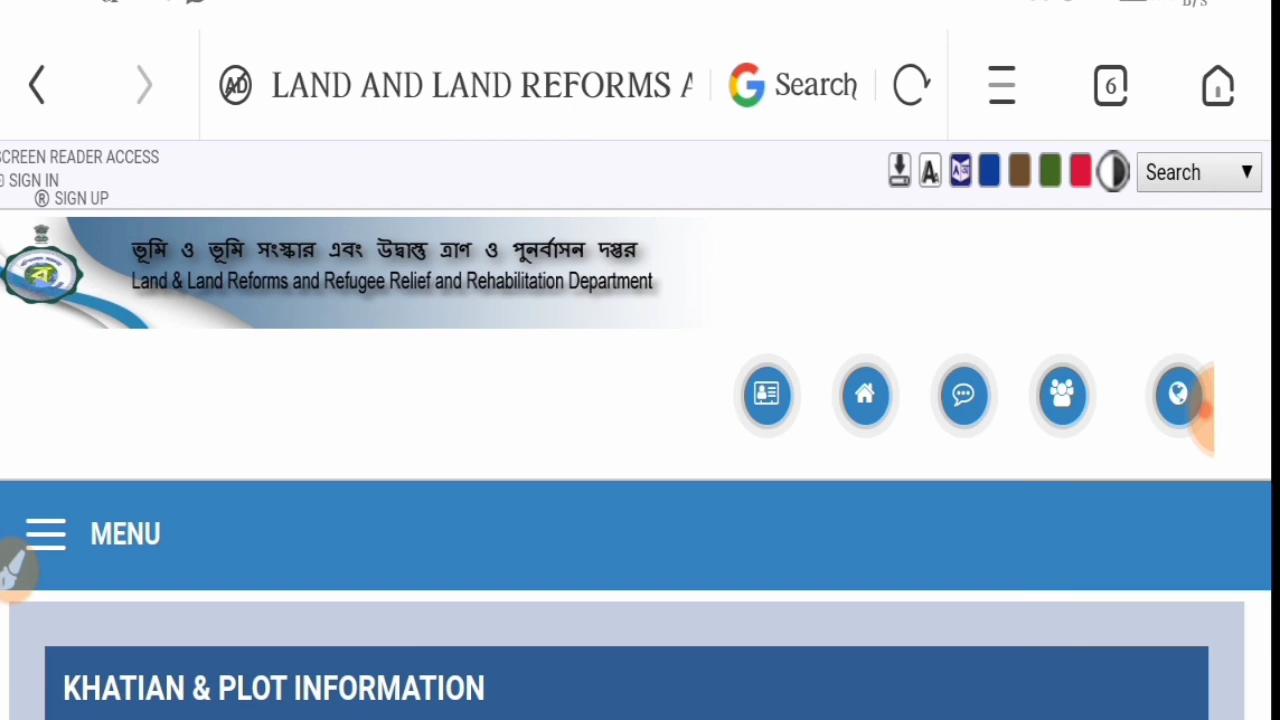 LAND AND LAND REFORMS
Search
6
SCREEN READER ACCESS
SIGN IN
® SIGN UP
Search
ভূমি ও ভূমি সংস্কার এবং উদ্বাস্তু ত্রাণ ও পুনর্বাসন দপ্তর
Land & Land Reforms and Refugee Relief and Rehabilitation Department
MENU
KHATIAN & PLOT INFORMATION